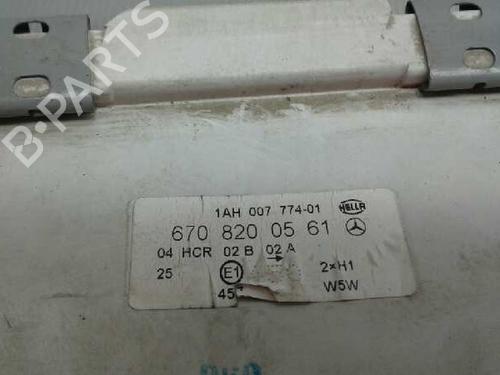 B-PARTS
1AH 007 774-01 HELLA
670 820 05 61
04 HCR 02 B 02 A
25 E1 2×H1
45 W5W